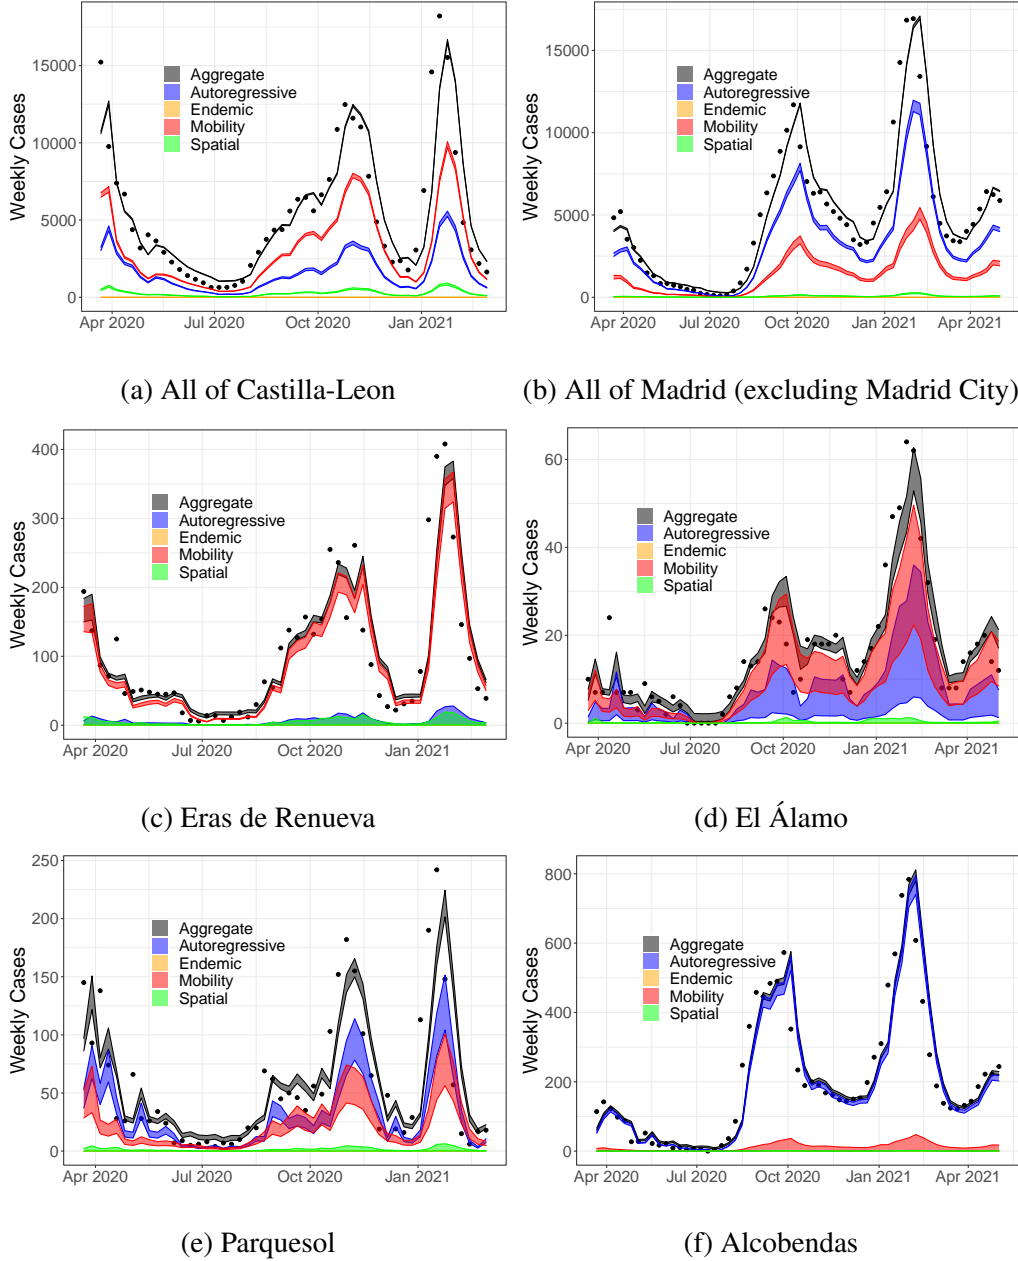 15000
10000
5000
0
Weekly Cases
Aggregate
Autoregressive
Endemic
Mobility
Spatial
Apr 2020 Jul 2020 Oct 2020 Jan 2021
(a) All of Castilla-Leon
15000
10000
5000
0
Weekly Cases
Aggregate
Autoregressive
Endemic
Mobility
Spatial
Apr 2020 Jul 2020 Oct 2020 Jan 2021 Apr 2021
(b) All of Madrid (excluding Madrid City)
400
300
200
100
0
Weekly Cases
Aggregate
Autoregressive
Endemic
Mobility
Spatial
Apr 2020 Jul 2020 Oct 2020 Jan 2021
(c) Eras de Renueva
60
40
20
0
Weekly Cases
Aggregate
Autoregressive
Endemic
Mobility
Spatial
Apr 2020 Jul 2020 Oct 2020 Jan 2021 Apr 2021
(d) El Álamo
250
200
150
100
50
0
Weekly Cases
Aggregate
Autoregressive
Endemic
Mobility
Spatial
Apr 2020 Jul 2020 Oct 2020 Jan 2021
(e) Parquesol
800
600
400
200
0
Weekly Cases
Aggregate
Autoregressive
Endemic
Mobility
Spatial
Apr 2020 Jul 2020 Oct 2020 Jan 2021 Apr 2021
(f) Alcobendas